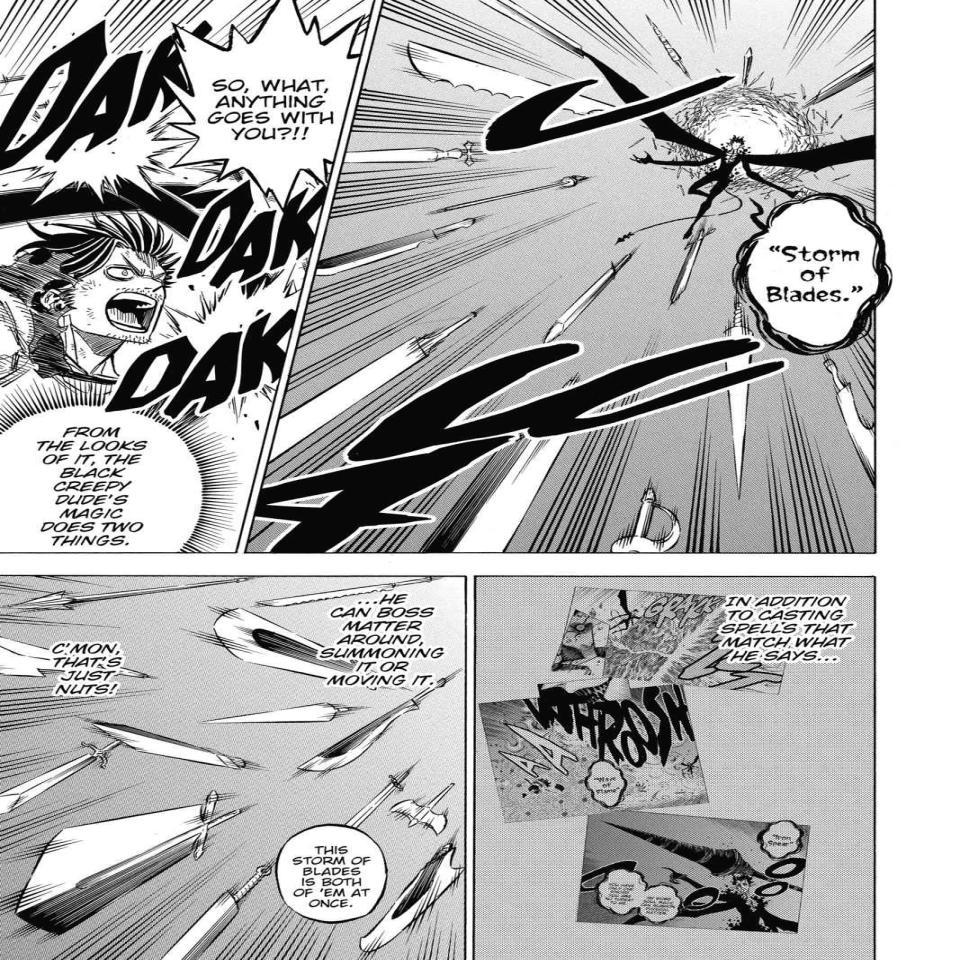 "Storm
of
Blades."
SO, WHAT,
ANYTHING
GOES WITH
YOU?!!
DAK
DAK
DAK
FROM
THE LOOKS
OF IT, THE
BLACK
CREEPY
DUDE'S
MAGIC
DOES TWO
THINGS.
IN ADDITION
TO CASTING
SPELLS THAT
MATCH WHAT
HE SAYS...
"Iron
Spear"
...HE
CAN BOSS
MATTER
AROUND,
SUMMONING
IT OR
MOVING IT.
C'MON,
THAT'S
JUST
NUTS!
THIS
STORM OF
BLADES
IS BOTH
OF 'EM AT
ONCE.